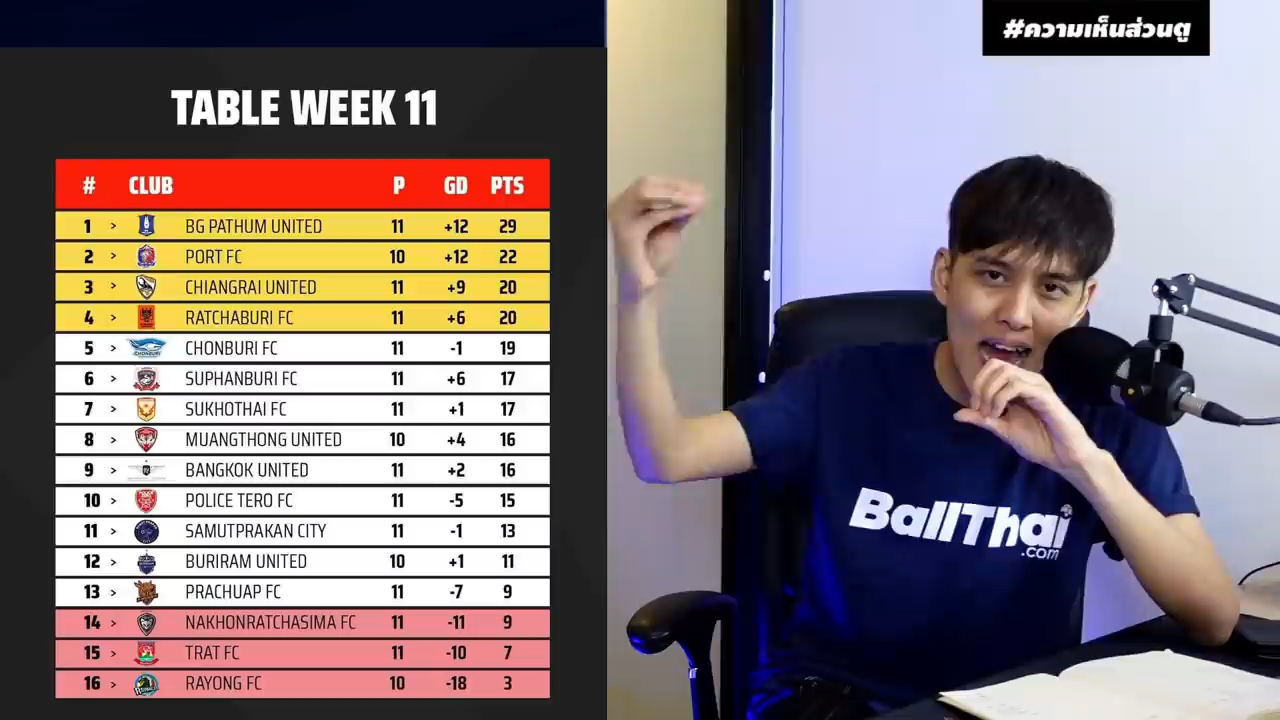 #ความเห็นส่วนตู
TABLE WEEK 11
# CLUB P GD PTS
1 > BG PATHUM UNITED 11 +12 29
2 > PORT FC 10 +12 22
3 > CHIANGRAI UNITED 11 +9 20
4 > RATCHABURI FC 11 +6 20
5 > CHONBURI FC 11 -1 19
6 > SUPHANBURI FC 11 +6 17
7 > SUKHOTHAI FC 11 +1 17
8 > MUANGTHONG UNITED 10 +4 16
9 > BANGKOK UNITED 11 +2 16
10 > POLICE TERO FC 11 -5 15
11 > SAMUTPRAKAN CITY 11 -1 13
12 > BURIRAM UNITED 10 +1 11
13 > PRACHUAP FC 11 -7 9
14 > NAKHONRATCHASIMA FC 11 -11 9
15 > TRAT FC 11 -10 7
16 > RAYONG FC 10 -18 3
BallThai
.com